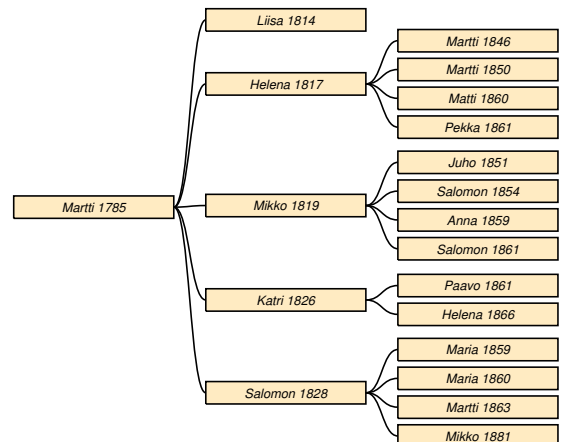 Liisa 1814
Martti 1846
Martti 1850
Helena 1817
Matti 1860
Pekka 1861
Juho 1851
Salomon 1854
Martti 1785
Mikko 1819
Anna 1859
Salomon 1861
Paavo 1861
Katri 1826
Helena 1866
Maria 1859
Maria 1860
Salomon 1828
Martti 1863
Mikko 1881